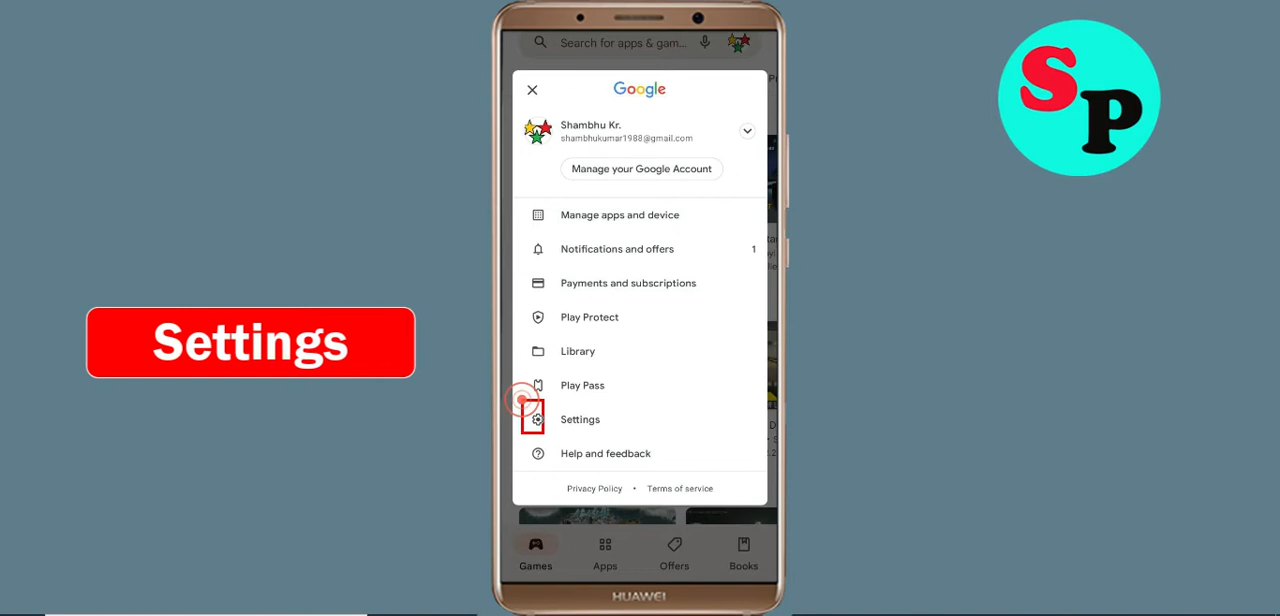 Search for apps & gam...
Google
Shambhu Kr.
shambhukumar1988@gmail.com
Manage your Google Account
Manage apps and device
Notifications and offers 1
Payments and subscriptions
Play Protect
Library
Play Pass
Settings
Help and feedback
Privacy Policy • Terms of service
Games Apps Offers Books
HUAWEI
Settings
SP